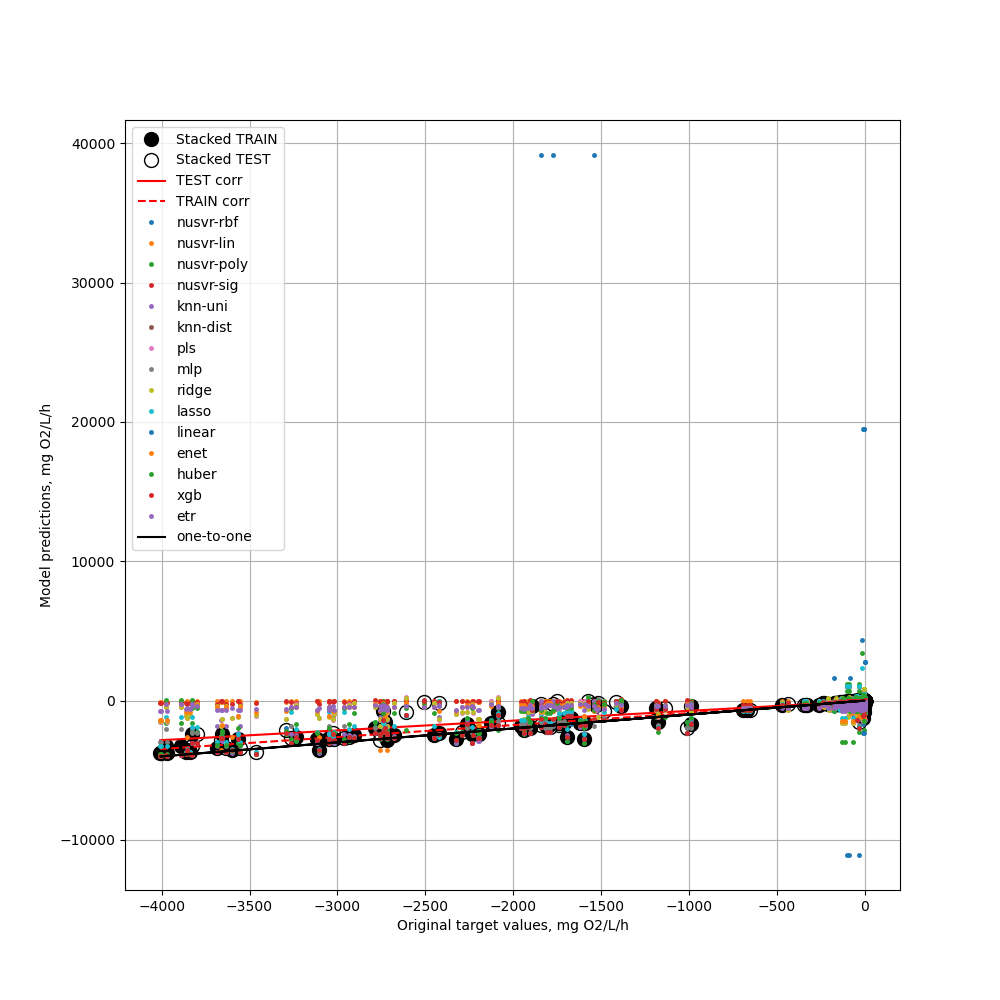 40000
30000
20000
10000
0
−10000
−4000
−3500
−3000
−2500
−2000
−1500
−1000
−500
0
Model predictions, mg O2/L/h
Original target values, mg O2/L/h
Stacked TRAIN
Stacked TEST
TEST corr
TRAIN corr
nusvr-rbf
nusvr-lin
nusvr-poly
nusvr-sig
knn-uni
knn-dist
pls
mlp
ridge
lasso
linear
enet
huber
xgb
etr
one-to-one